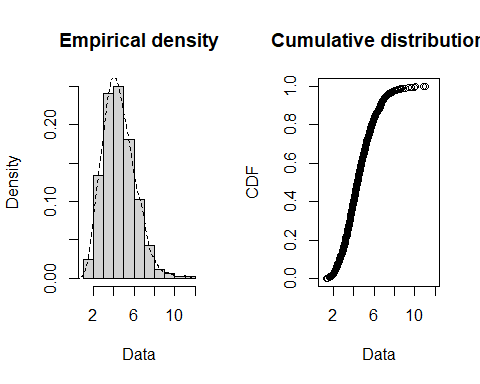 Empirical density
Density
0.00
0.10
0.20
2 6 10
Data
Cumulative distribution
CDF
0.0
0.2
0.4
0.6
0.8
1.0
2 6 10
Data